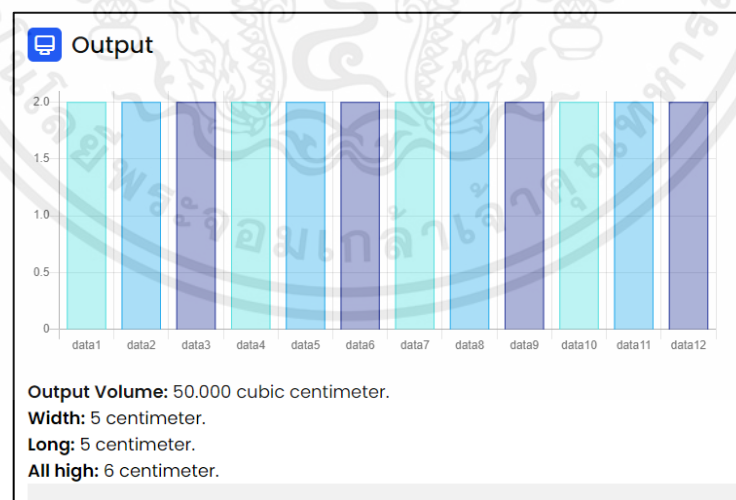 Output
2.0
1.5
1.0
0.5
0
data1 data2 data3 data4 data5 data6 data7 data8 data9 data10 data11 data12
Output Volume: 50.000 cubic centimeter.
Width: 5 centimeter.
Long: 5 centimeter.
All high: 6 centimeter.